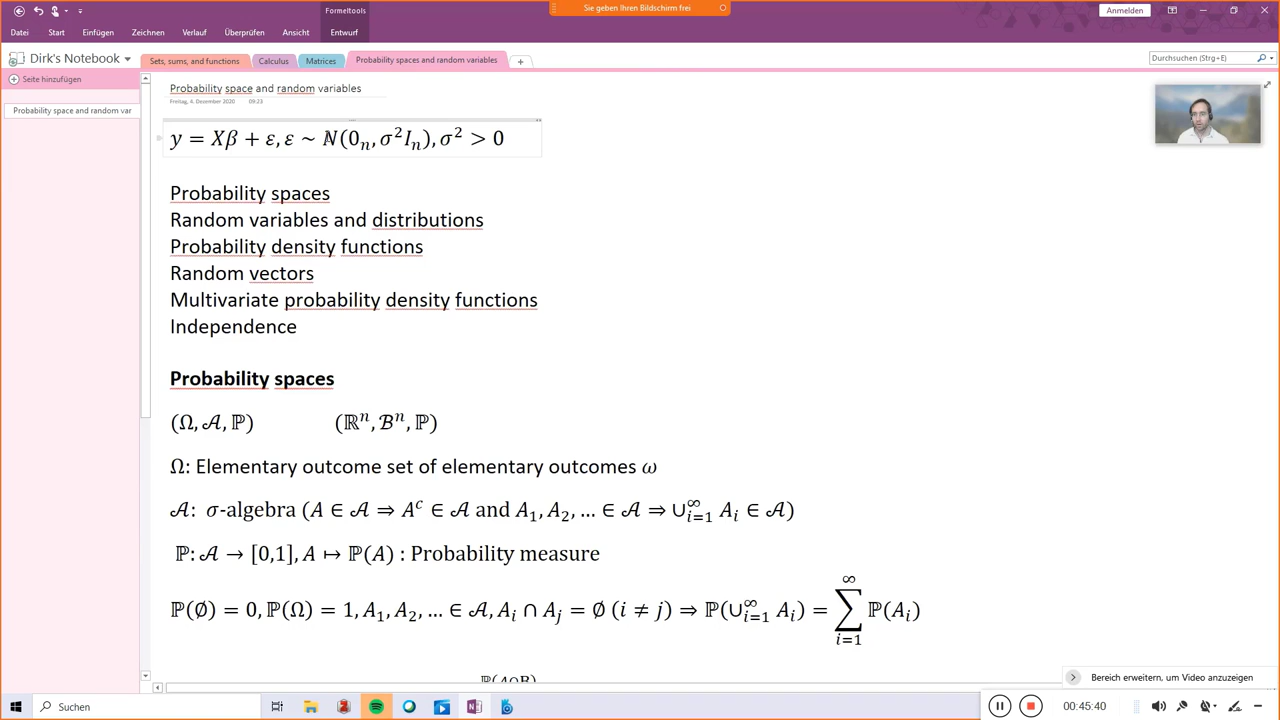 Formeltools
Sie geben Ihren Bildschirm frei
Anmelden
Datei Start Einfügen Zeichnen Verlauf Überprüfen Ansicht Entwurf
Dirk's Notebook Sets, sums, and functions Calculus Matrices Probability spaces and random variables Durchsuchen (Strg+E)
Seite hinzufügen
Probability space and random var
Probability space and random variables
Freitag, 4. Dezember 2020 09:23
y = Xβ + ε, ε ~ N(0ₙ, σ²Iₙ), σ² > 0
Probability spaces
Random variables and distributions
Probability density functions
Random vectors
Multivariate probability density functions
Independence
Probability spaces
(Ω, 𝒜, ℙ) (ℝⁿ, ℬⁿ, ℙ)
Ω: Elementary outcome set of elementary outcomes ω
𝒜: σ-algebra (A ∈ 𝒜 ⇒ Aᶜ ∈ 𝒜 and A₁, A₂, … ∈ 𝒜 ⇒ ∪ᵢ₌₁^∞ Aᵢ ∈ 𝒜)
ℙ: 𝒜 → [0,1], A ↦ ℙ(A) : Probability measure
ℙ(∅) = 0, ℙ(Ω) = 1, A₁, A₂, … ∈ 𝒜, Aᵢ ∩ Aⱼ = ∅ (i ≠ j) ⇒ ℙ(∪ᵢ₌₁^∞ Aᵢ) = ∑ᵢ₌₁^∞ ℙ(Aᵢ)
ℙ(A∩B)
Bereich erweitern, um Video anzuzeigen
Suchen
00:45:40